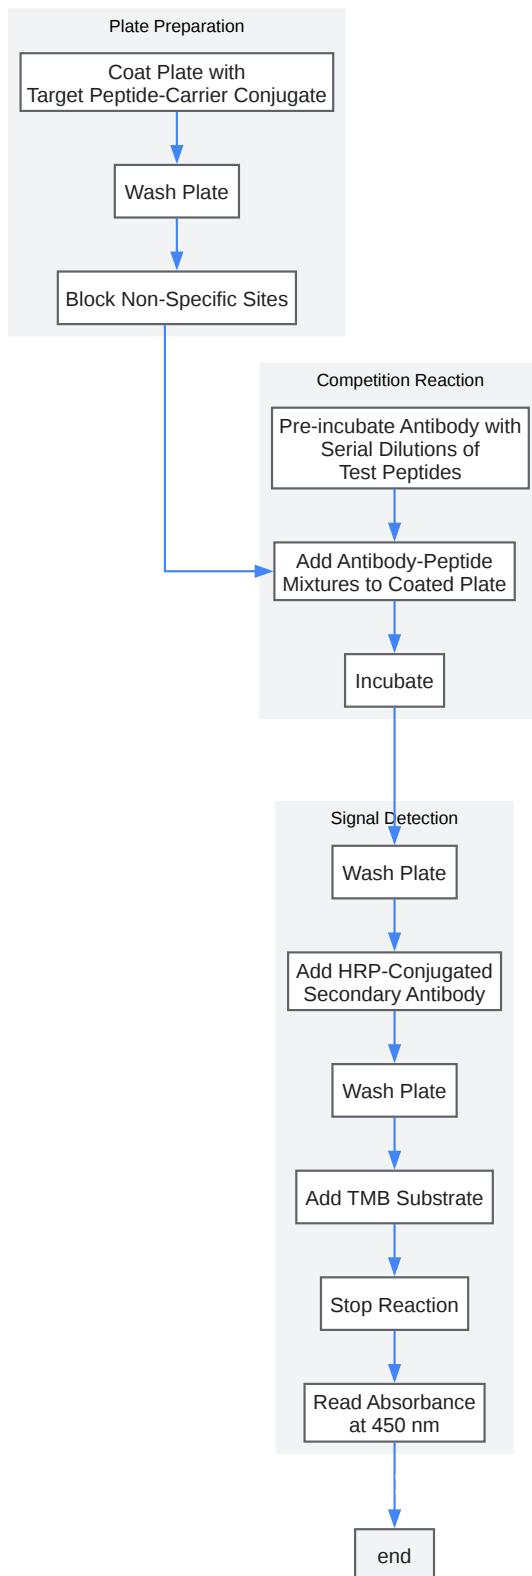 Plate Preparation
Coat Plate with
Target Peptide-Carrier Conjugate
Wash Plate
Block Non-Specific Sites
Competition Reaction
Pre-incubate Antibody with
Serial Dilutions of
Test Peptides
Add Antibody-Peptide
Mixtures to Coated Plate
Incubate
Signal Detection
Wash Plate
Add HRP-Conjugated
Secondary Antibody
Wash Plate
Add TMB Substrate
Stop Reaction
Read Absorbance
at 450 nm
end